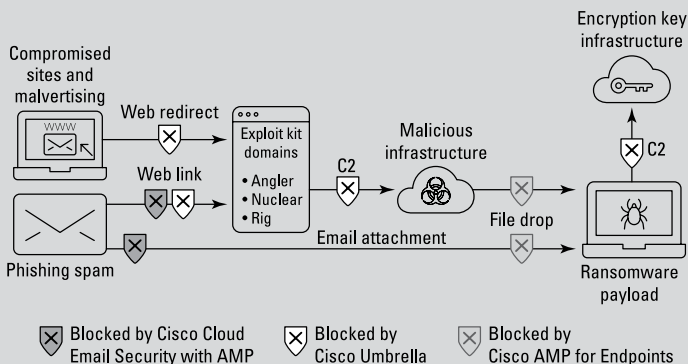 Encryption key
infrastructure
Compromised
sites and
malvertising
Web redirect
WWW
Exploit kit
domains
• Angler
• Nuclear
• Rig
Malicious
infrastructure
C2
C2
Web link
File drop
Email attachment
Phishing spam
Ransomware
payload
Blocked by Cisco Cloud
Email Security with AMP
Blocked by
Cisco Umbrella
Blocked by
Cisco AMP for Endpoints